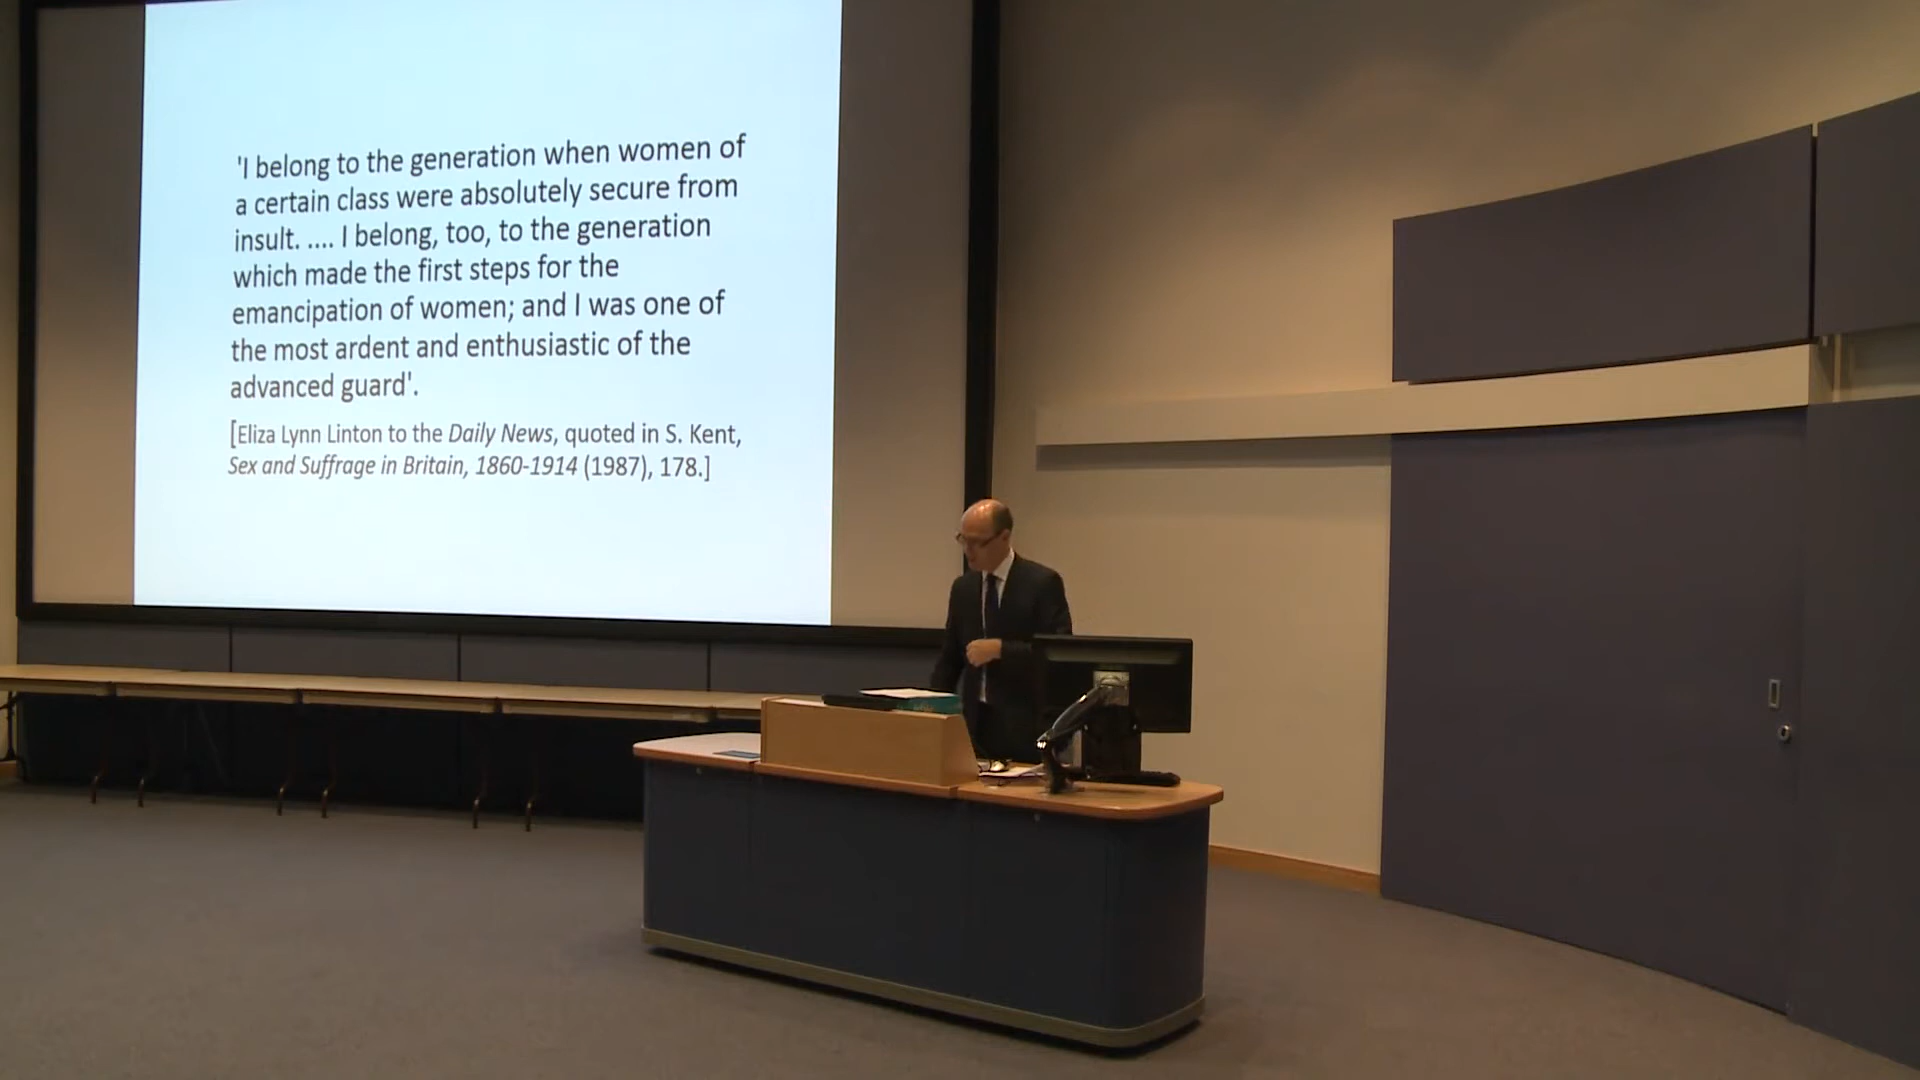 'I belong to the generation when women of
a certain class were absolutely secure from
insult. .... I belong, too, to the generation
which made the first steps for the
emancipation of women; and I was one of
the most ardent and enthusiastic of the
advanced guard'.
[Eliza Lynn Linton to the Daily News, quoted in S. Kent,
Sex and Suffrage in Britain, 1860-1914 (1987), 178.]